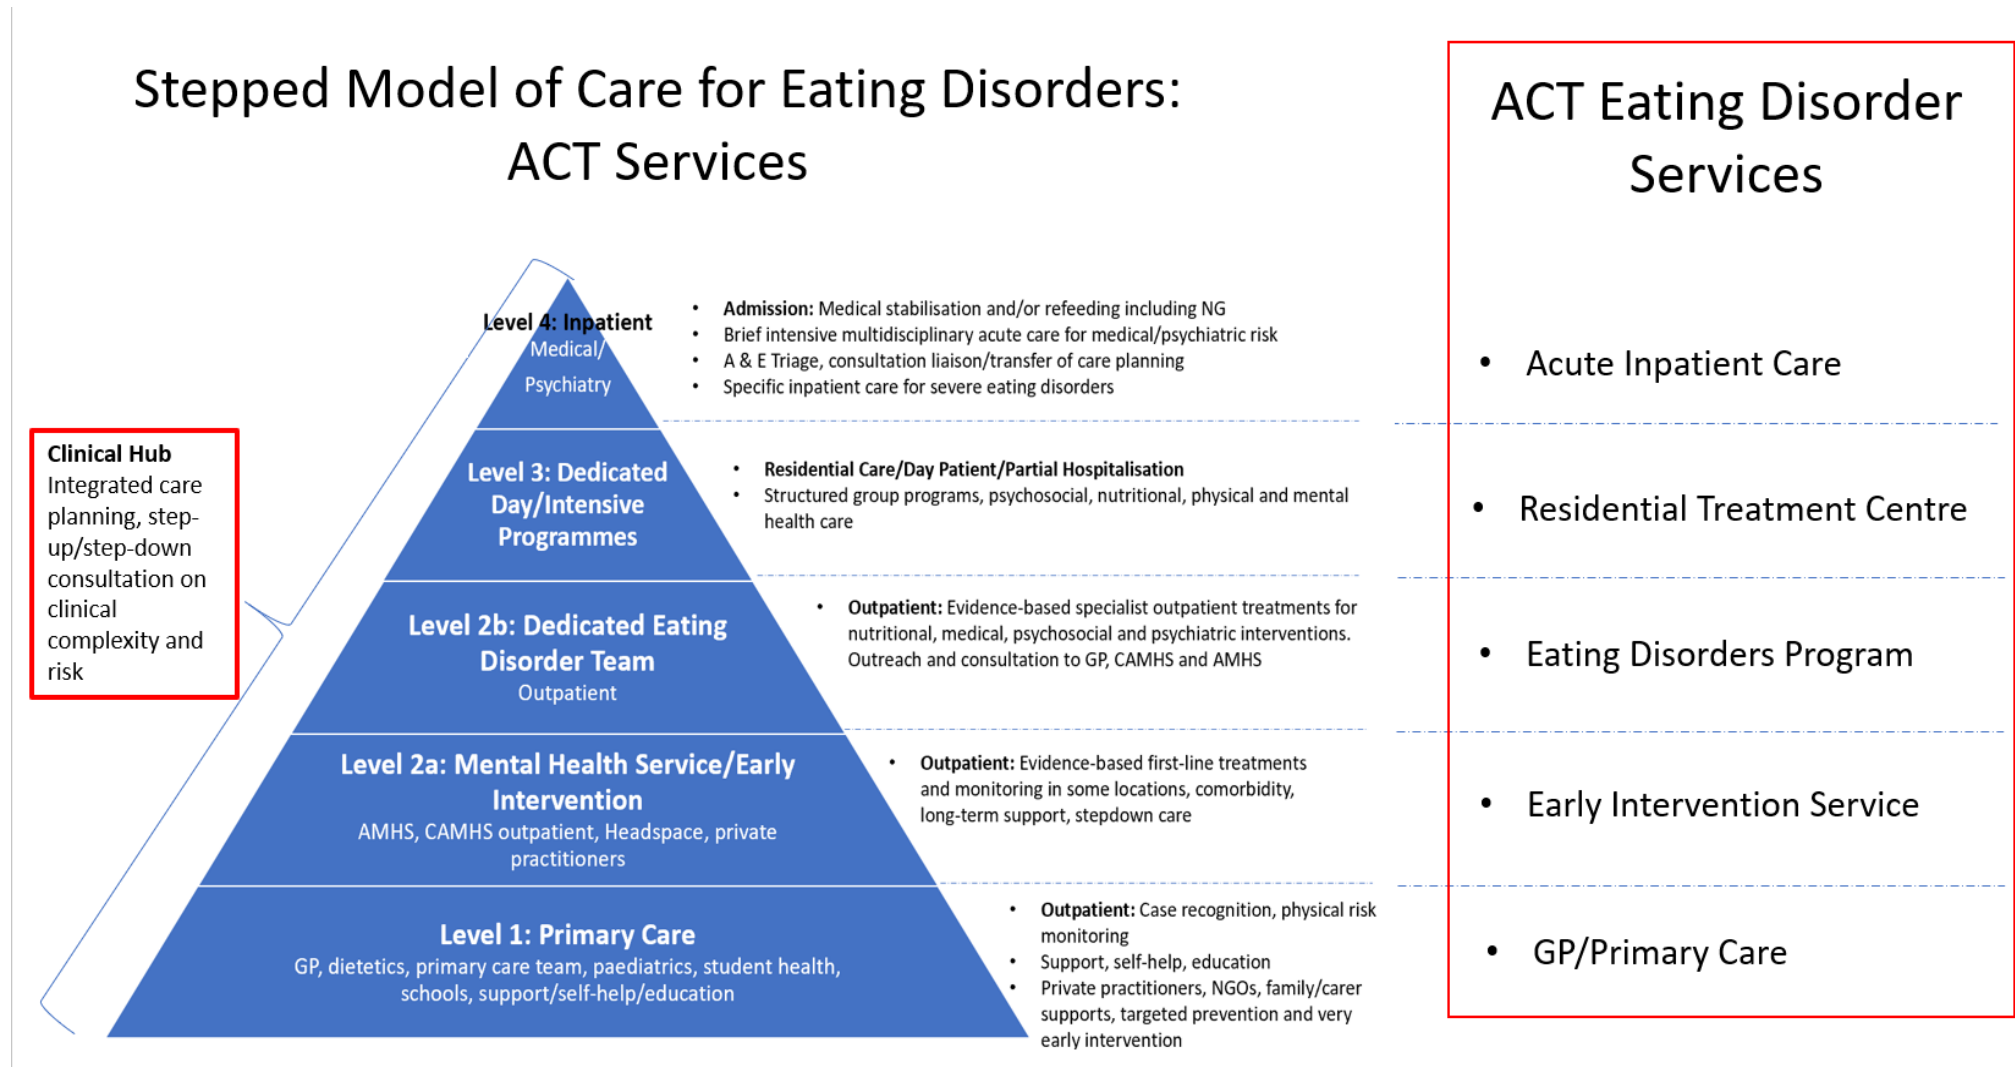 Stepped Model of Care for Eating Disorders:
ACT Services
Clinical Hub
Integrated care
planning, step-
up/step-down
consultation on
clinical
complexity and
risk
Level 4: Inpatient
Medical/
Psychiatry
• Admission: Medical stabilisation and/or refeeding including NG
• Brief intensive multidisciplinary acute care for medical/psychiatric risk
• A & E Triage, consultation liaison/transfer of care planning
• Specific inpatient care for severe eating disorders
Level 3: Dedicated
Day/Intensive
Programmes
• Residential Care/Day Patient/Partial Hospitalisation
• Structured group programs, psychosocial, nutritional, physical and mental
health care
Level 2b: Dedicated Eating
Disorder Team
Outpatient
• Outpatient: Evidence-based specialist outpatient treatments for
nutritional, medical, psychosocial and psychiatric interventions.
Outreach and consultation to GP, CAMHS and AMHS
Level 2a: Mental Health Service/Early
Intervention
AMHS, CAMHS outpatient, Headspace, private
practitioners
• Outpatient: Evidence-based first-line treatments
and monitoring in some locations, comorbidity,
long-term support, stepdown care
Level 1: Primary Care
GP, dietetics, primary care team, paediatrics, student health,
schools, support/self-help/education
• Outpatient: Case recognition, physical risk
monitoring
• Support, self-help, education
• Private practitioners, NGOs, family/carer
supports, targeted prevention and very
early intervention
ACT Eating Disorder
Services
• Acute Inpatient Care
• Residential Treatment Centre
• Eating Disorders Program
• Early Intervention Service
• GP/Primary Care